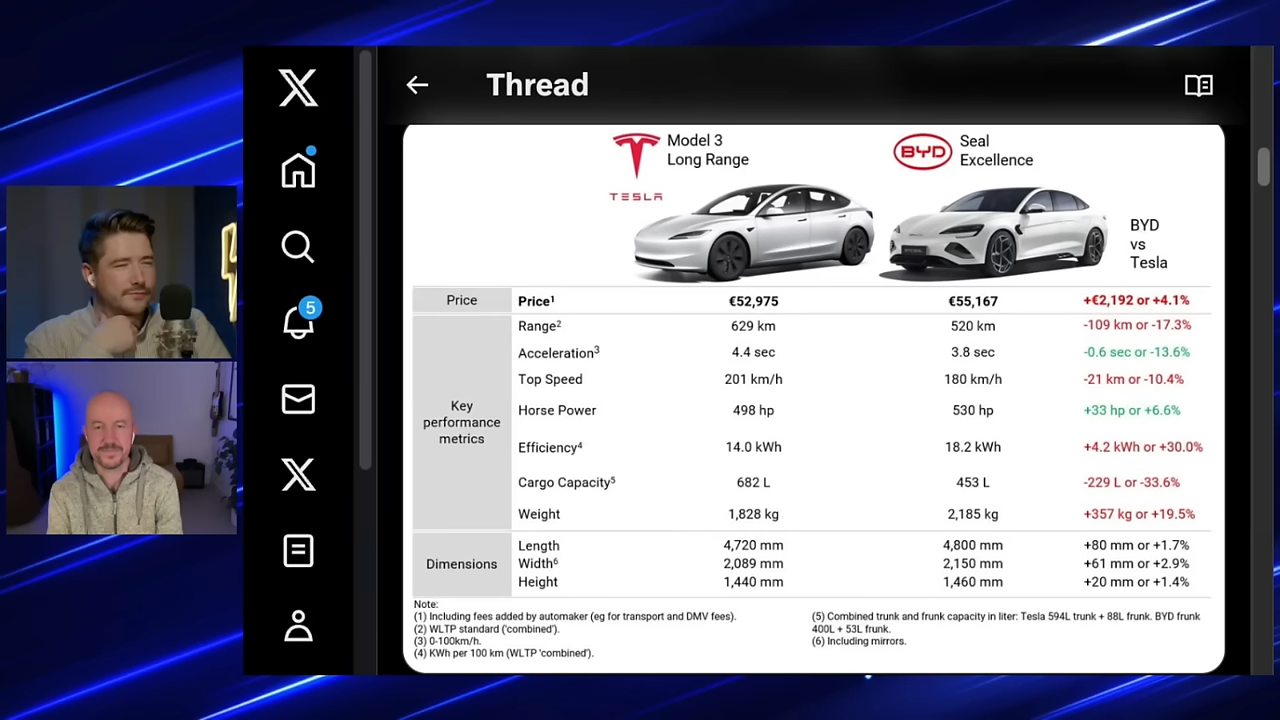 Thread
5
TESLA
Model 3
Long Range
BYD
Seal
Excellence
BYD
vs
Tesla
Price Price1 €52,975 €55,167 +€2,192 or +4.1%
Key
performance
metrics
Range2 629 km 520 km -109 km or -17.3%
Acceleration3 4.4 sec 3.8 sec -0.6 sec or -13.6%
Top Speed 201 km/h 180 km/h -21 km or -10.4%
Horse Power 498 hp 530 hp +33 hp or +6.6%
Efficiency4 14.0 kWh 18.2 kWh +4.2 kWh or +30.0%
Cargo Capacity5 682 L 453 L -229 L or -33.6%
Weight 1,828 kg 2,185 kg +357 kg or +19.5%
Dimensions
Length 4,720 mm 4,800 mm +80 mm or +1.7%
Width6 2,089 mm 2,150 mm +61 mm or +2.9%
Height 1,440 mm 1,460 mm +20 mm or +1.4%
Note:
(1) Including fees added by automaker (eg for transport and DMV fees).
(2) WLTP standard ('combined').
(3) 0-100km/h.
(4) KWh per 100 km (WLTP 'combined').
(5) Combined trunk and frunk capacity in liter: Tesla 594L trunk + 88L frunk. BYD frunk
400L + 53L frunk.
(6) Including mirrors.